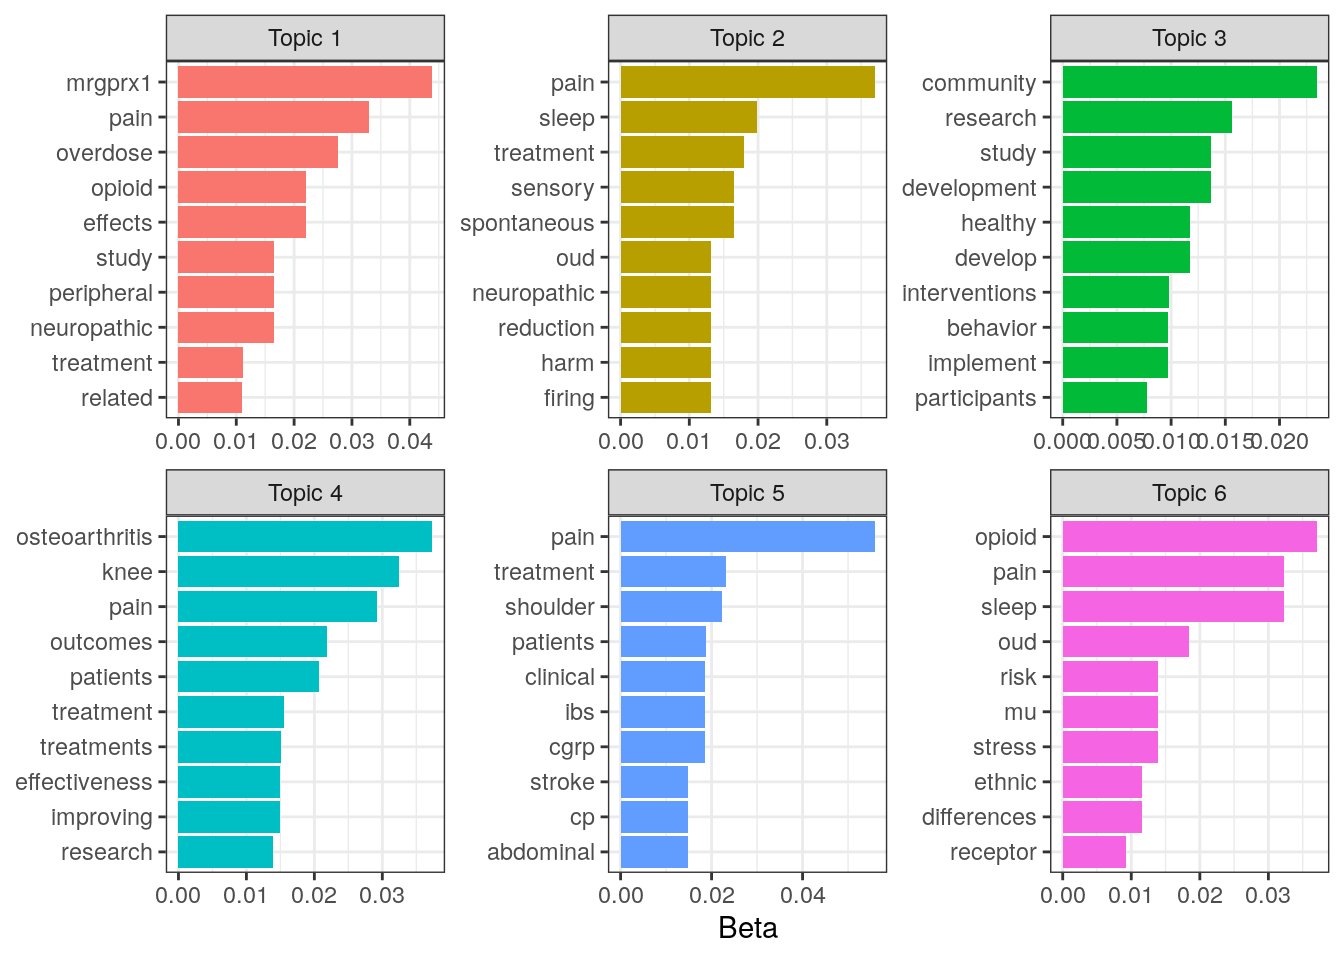 Topic 1
mrgprx1
pain
overdose
opioid
effects
study
peripheral
neuropathic
treatment
related
0.00 0.01 0.02 0.03 0.04
Topic 2
pain
sleep
treatment
sensory
spontaneous
oud
neuropathic
reduction
harm
firing
0.00 0.01 0.02 0.03
Topic 3
community
research
study
development
healthy
develop
interventions
behavior
implement
participants
0.000 0.005 0.010 0.015 0.020
Topic 4
osteoarthritis
knee
pain
outcomes
patients
treatment
treatments
effectiveness
improving
research
0.00 0.01 0.02 0.03
Topic 5
pain
treatment
shoulder
patients
clinical
ibs
cgrp
stroke
cp
abdominal
0.00 0.02 0.04
Topic 6
opioid
pain
sleep
oud
risk
mu
stress
ethnic
differences
receptor
0.00 0.01 0.02 0.03
Beta